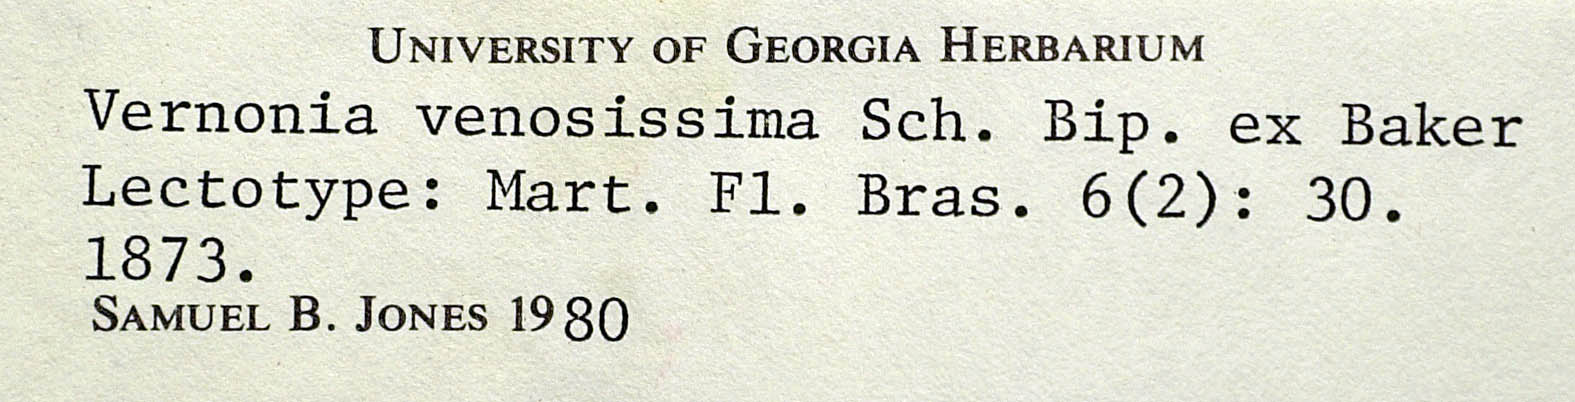 UNIVERSITY OF GEORGIA HERBARIUM
Vernonia venosissima Sch. Bip. ex Baker
Lectotype: Mart. Fl. Bras. 6(2): 30.
1873.
SAMUEL B. JONES 1980